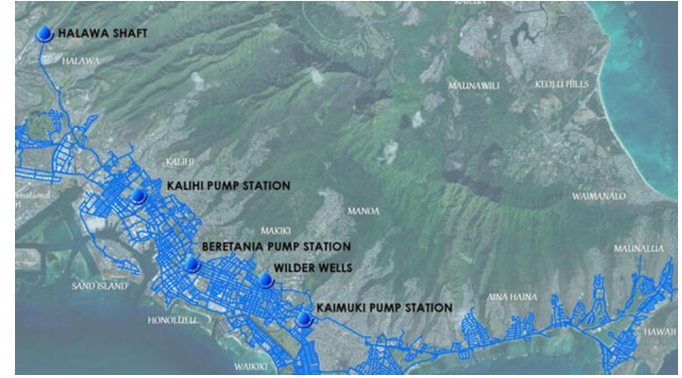 HALAWA SHAFT
HALAWA
MAUNAWILI
KEOLU HILLS
KALIHI
KALIHI PUMP STATION
WAIMANALO
MANOA
MAKIKI
BERETANIA PUMP STATION
MAUNALUA
WILDER WELLS
SAND ISLAND
AINA HAINA
KAIMUKI PUMP STATION
HONOLULU
HAWAII
WAIKIKI